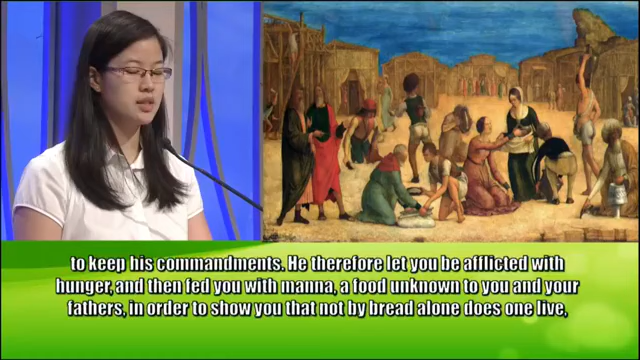 to keep his commandments. He therefore let you be afflicted with
hunger, and then fed you with manna, a food unknown to you and your
fathers, in order to show you that not by bread alone does one live,